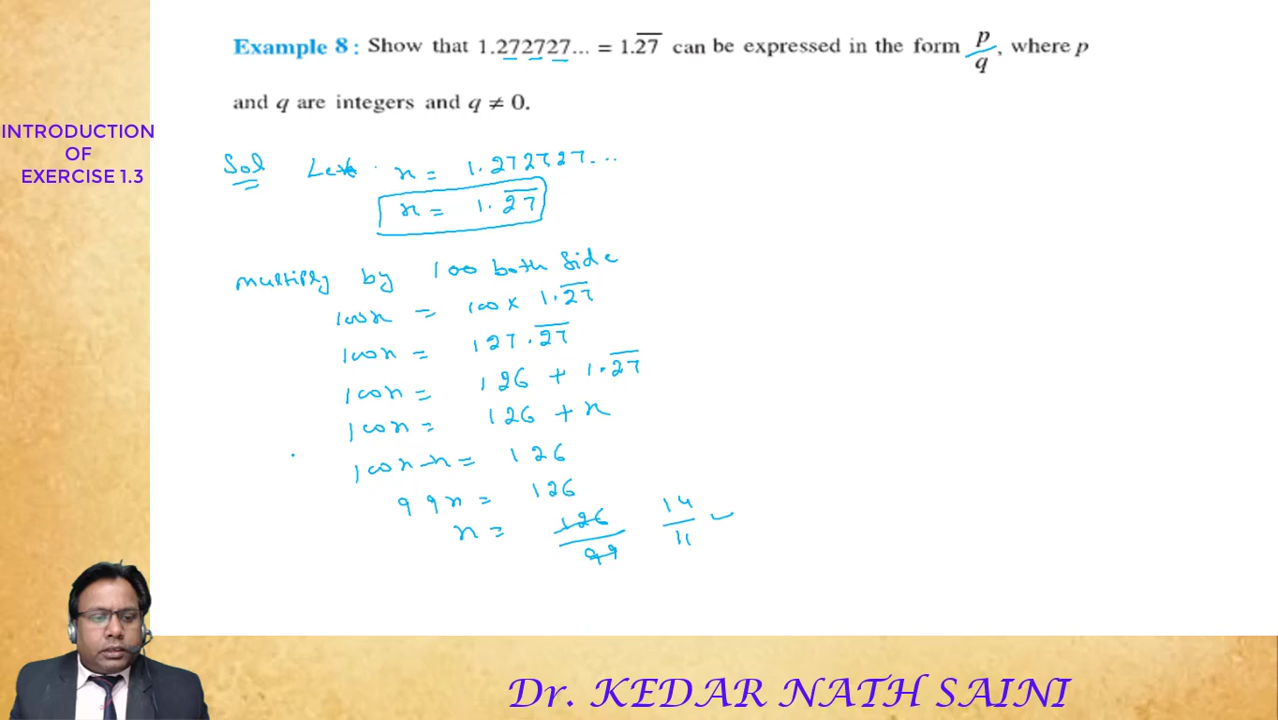 Example 8 : Show that 1.272727... = 1.2̅7̅ can be expressed in the form p/q, where p
and q are integers and q ≠ 0.
INTRODUCTION
OF
EXERCISE 1.3
Sol Let x = 1.272727...
x = 1.2̅7̅
multiply by 100 both side
100x = 100 × 1.2̅7̅
100x = 127.2̅7̅
100x = 126 + 1.2̅7̅
100x = 126 + x
100x - x = 126
99x = 126
x = 126/99 14/11
Dr. KEDAR NATH SAINI